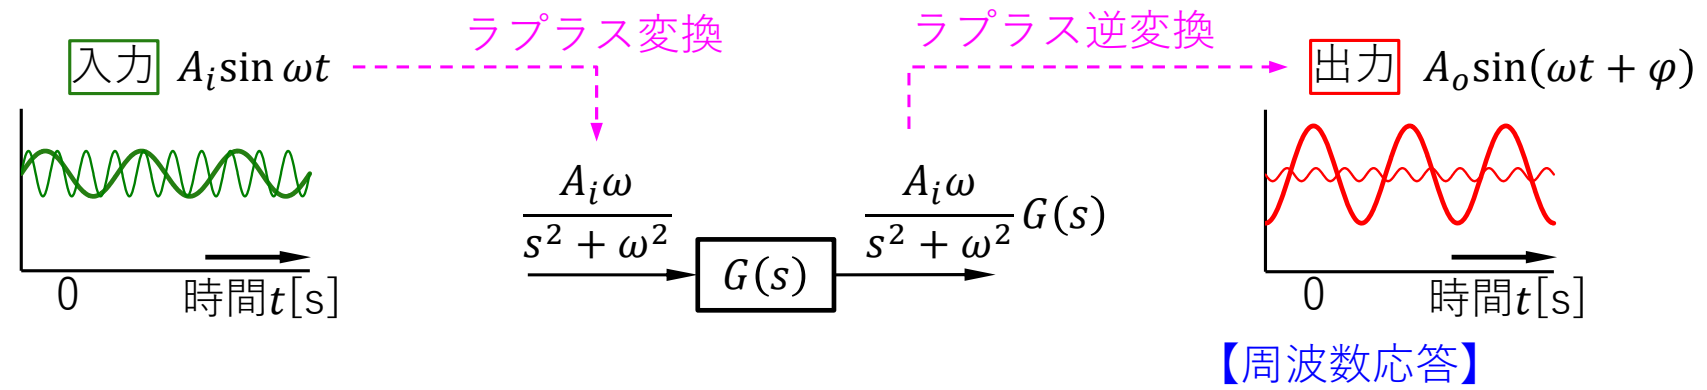 ラプラス変換
ラプラス逆変換
入力 A_i sin ωt
出力 A_o sin(ωt + φ)
A_i ω
s² + ω²
A_i ω
s² + ω²
G(s)
G(s)
0
時間t[s]
0
時間t[s]
【周波数応答】